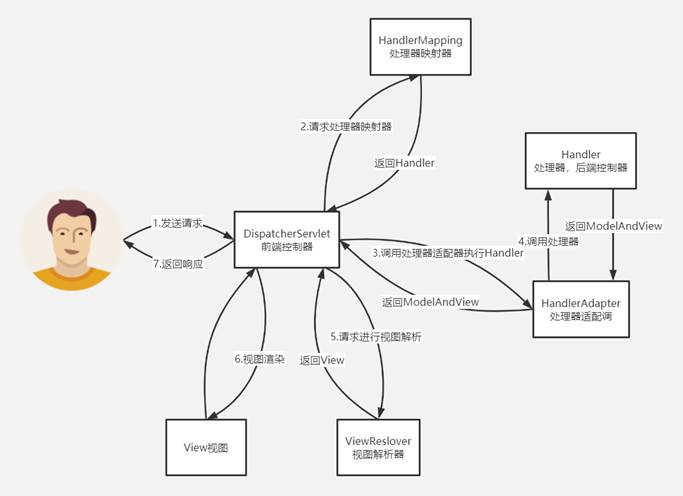 HandlerMapping
处理器映射器
2.请求处理器映射器
返回Handler
Handler
处理器，后端控制器
1.发送请求
DispatcherServlet
前端控制器
返回ModelAndView
4.调用处理器
3.调用处理器适配器执行Handler
7.返回响应
返回ModelAndView
HandlerAdapter
处理器适配调
5.请求进行视图解析
6.视图渲染
返回View
View视图
ViewReslover
视图解析器